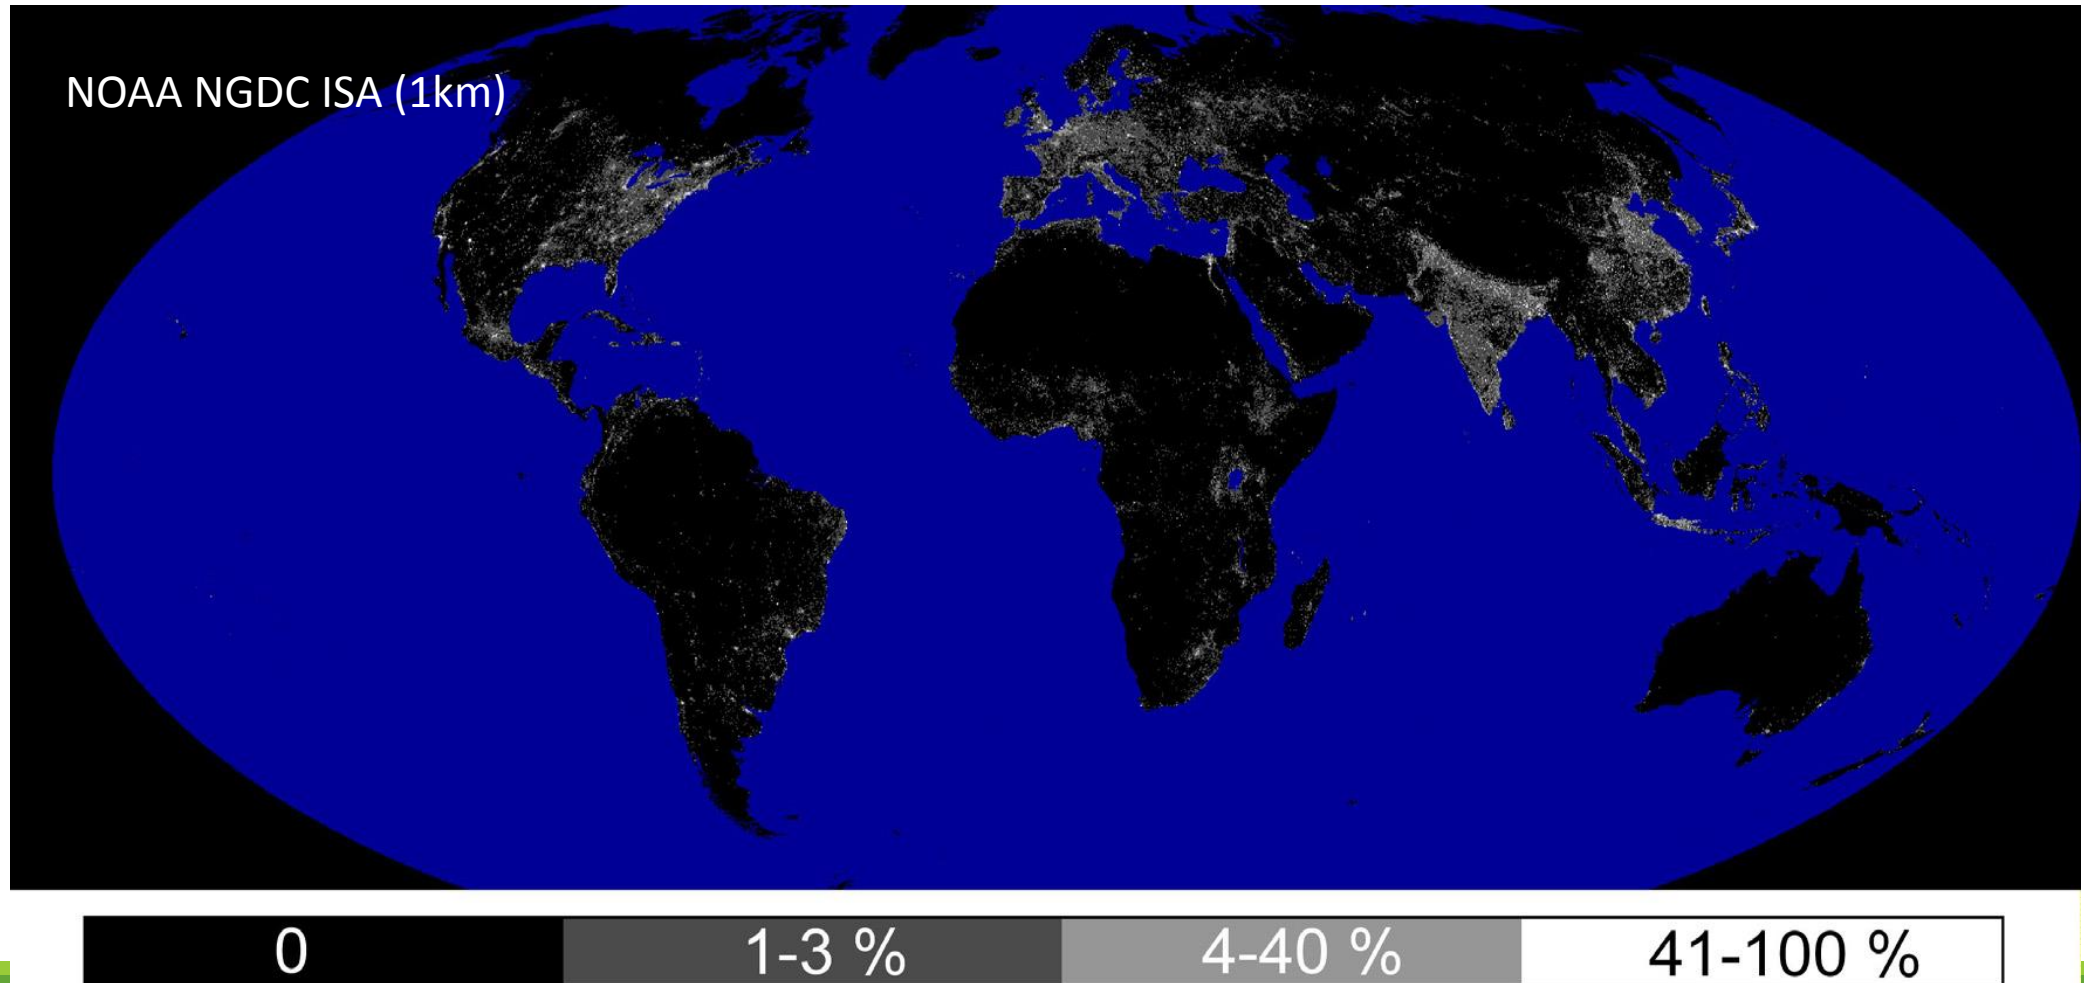 NOAA NGDC ISA (1km)
0
1-3 %
4-40 %
41-100 %